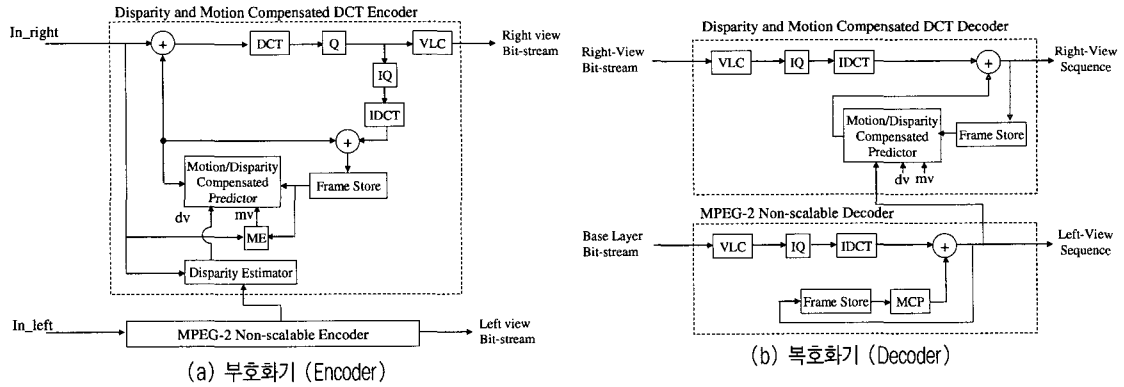 Disparity and Motion Compensated DCT Encoder
In_right
+
DCT
Q
VLC
Right view
Bit-stream
IQ
IDCT
+
Motion/Disparity
Compensated
Predictor
Frame Store
dv
mv
ME
Disparity Estimator
In_left
MPEG-2 Non-scalable Encoder
Left view
Bit-stream
(a) 부호화기 (Encoder)
Disparity and Motion Compensated DCT Decoder
Right-View
Bit-stream
VLC
IQ
IDCT
+
Right-View
Sequence
Motion/Disparity
Compensated
Predictor
Frame Store
dv
mv
MPEG-2 Non-scalable Decoder
Base Layer
Bit-stream
VLC
IQ
IDCT
+
Left-View
Sequence
Frame Store
MCP
(b) 복호화기 (Decoder)